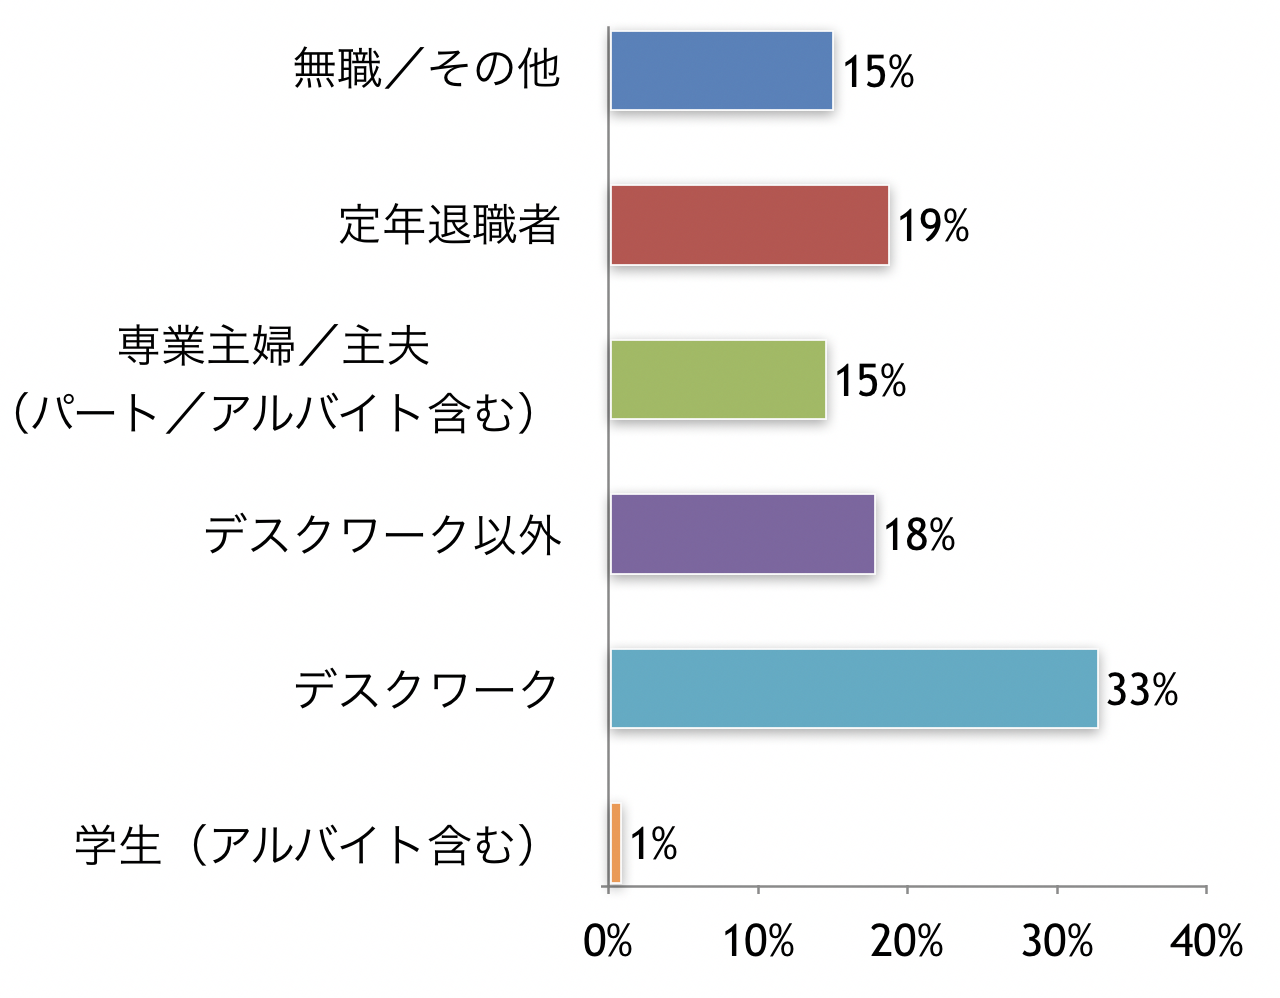 無職／その他
15%
定年退職者
19%
専業主婦／主夫
（パート／アルバイト含む）
15%
デスクワーク以外
18%
デスクワーク
33%
学生（アルバイト含む）
1%
0% 10% 20% 30% 40%